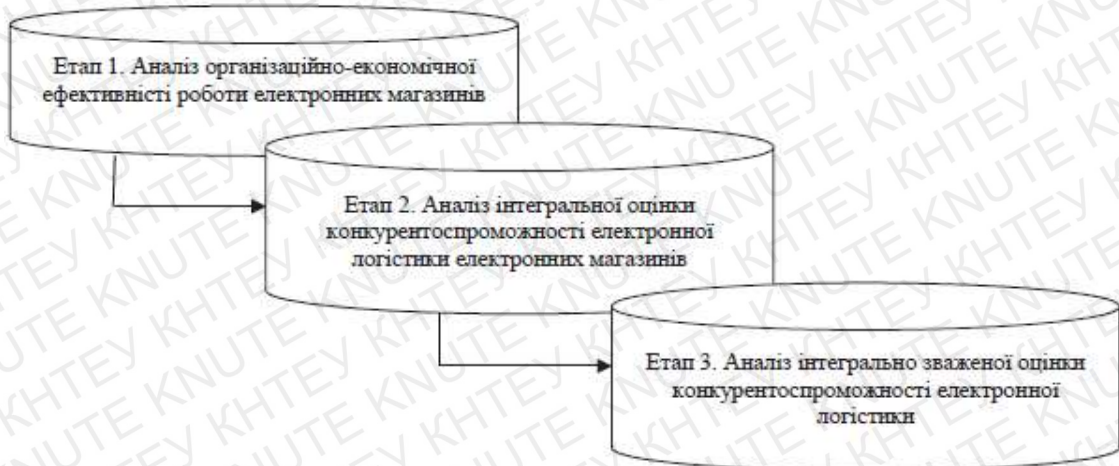 Етап 1. Аналіз організаційно-економічної
ефективністі роботи електронних магазинів
Етап 2. Аналіз інтегральної оцінки
конкурентоспроможності електронної
логістики електронних магазинів
Етап 3. Аналіз інтегрально зваженої оцінки
конкурентоспроможності електронної
логістики